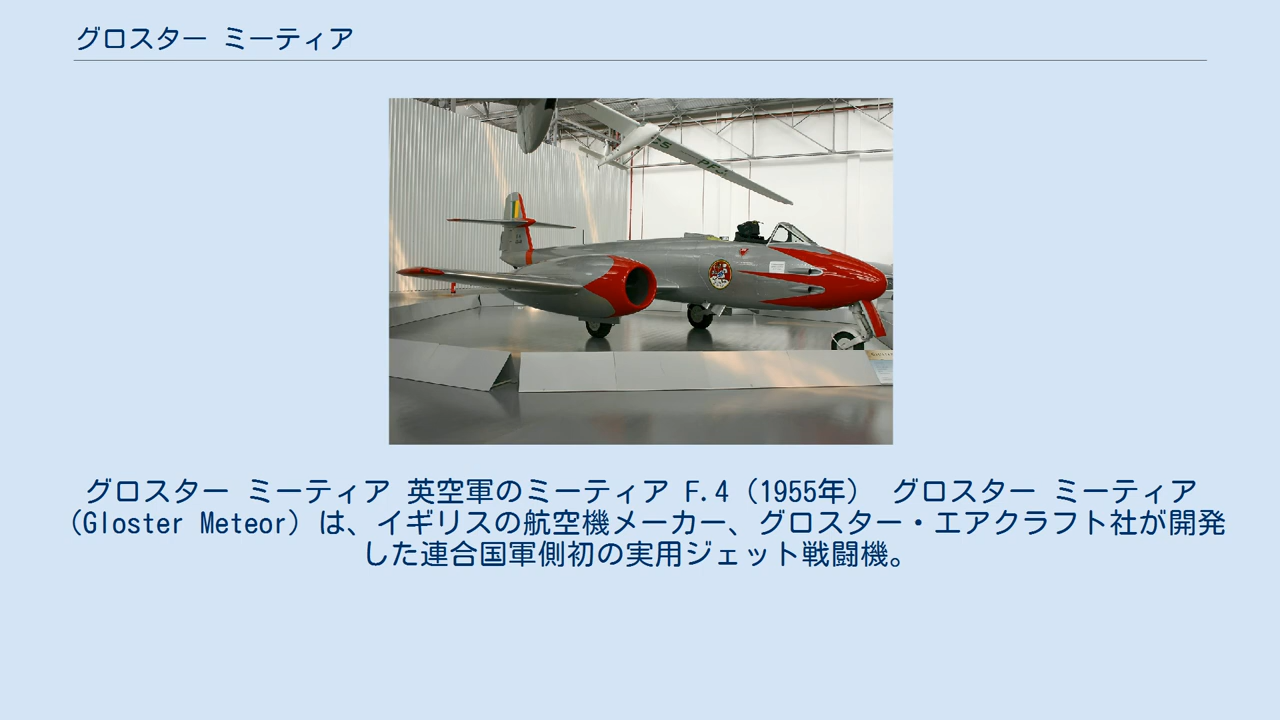 グロスター ミーティア
グロスター ミーティア 英空軍のミーティア F.4（1955年） グロスター ミーティア
（Gloster Meteor）は、イギリスの航空機メーカー、グロスター・エアクラフト社が開発
した連合国軍側初の実用ジェット戦闘機。